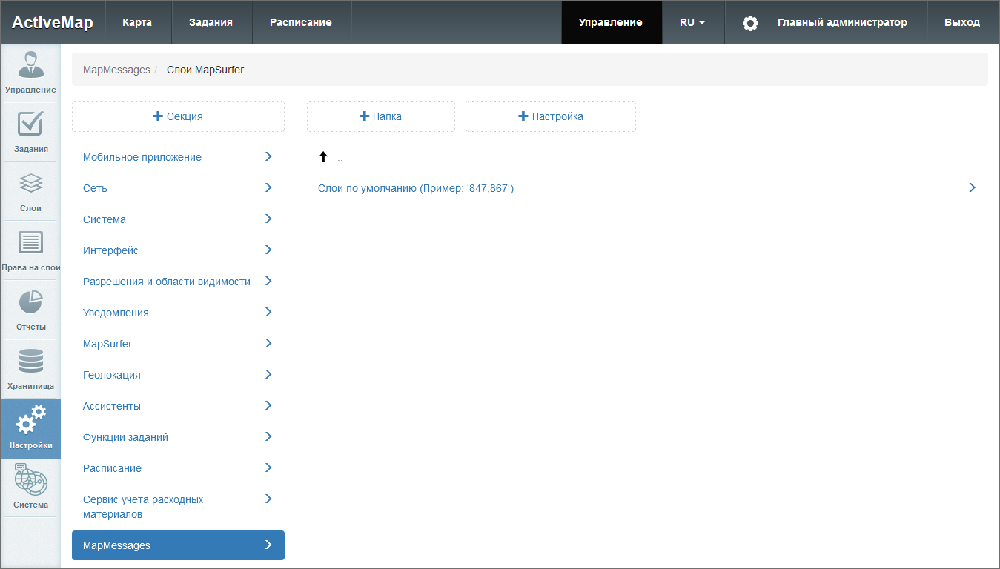 ActiveMap
Карта
Задания
Расписание
Управление
RU
Главный администратор
Выход
Управление
Задания
Слои
Права на слои
Отчеты
Хранилища
Настройки
Система
MapMessages / Слои MapSurfer
+ Секция
+ Папка
+ Настройка
Мобильное приложение
Сеть
Система
Интерфейс
Разрешения и области видимости
Уведомления
MapSurfer
Геолокация
Ассистенты
Функции заданий
Расписание
Сервис учета расходных
материалов
MapMessages
..
Слои по умолчанию (Пример: '847,867')